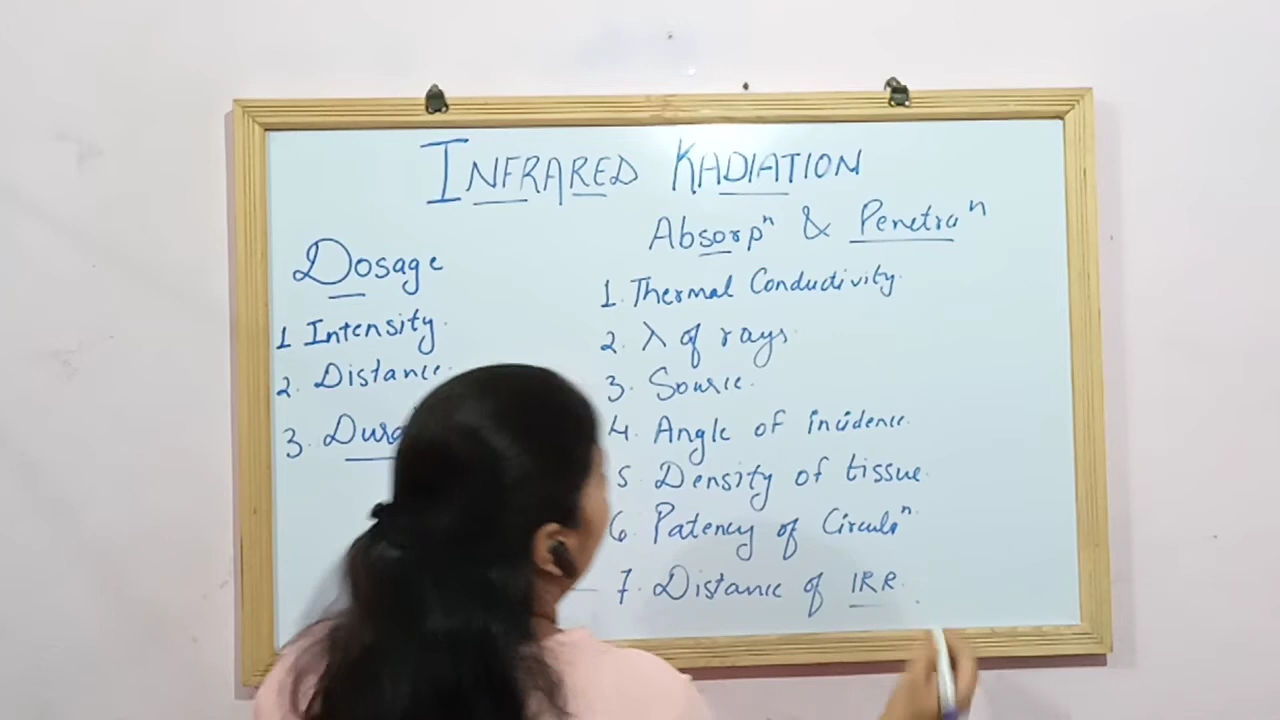 INFRARED RADIATION
Dosage
1 Intensity.
2. Distance.
3.
Absorpⁿ & Penetraⁿ
1. Thermal Conductivity.
2. λ of rays.
3. Source.
4. Angle of incidence.
5 Density of tissue.
6 Patency of Circulaⁿ
7. Distance of IRR.